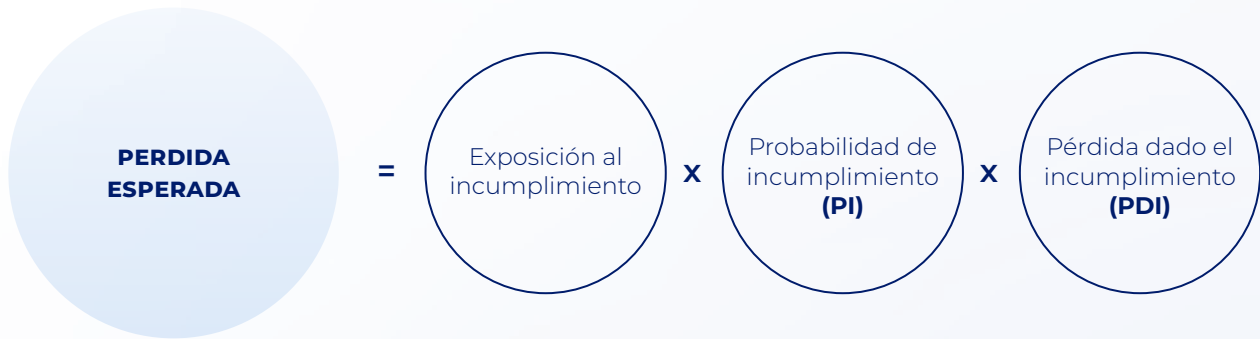 PERDIDA
ESPERADA
=
Exposición al
incumplimiento
x
Probabilidad de
incumplimiento
(PI)
x
Pérdida dado el
incumplimiento
(PDI)